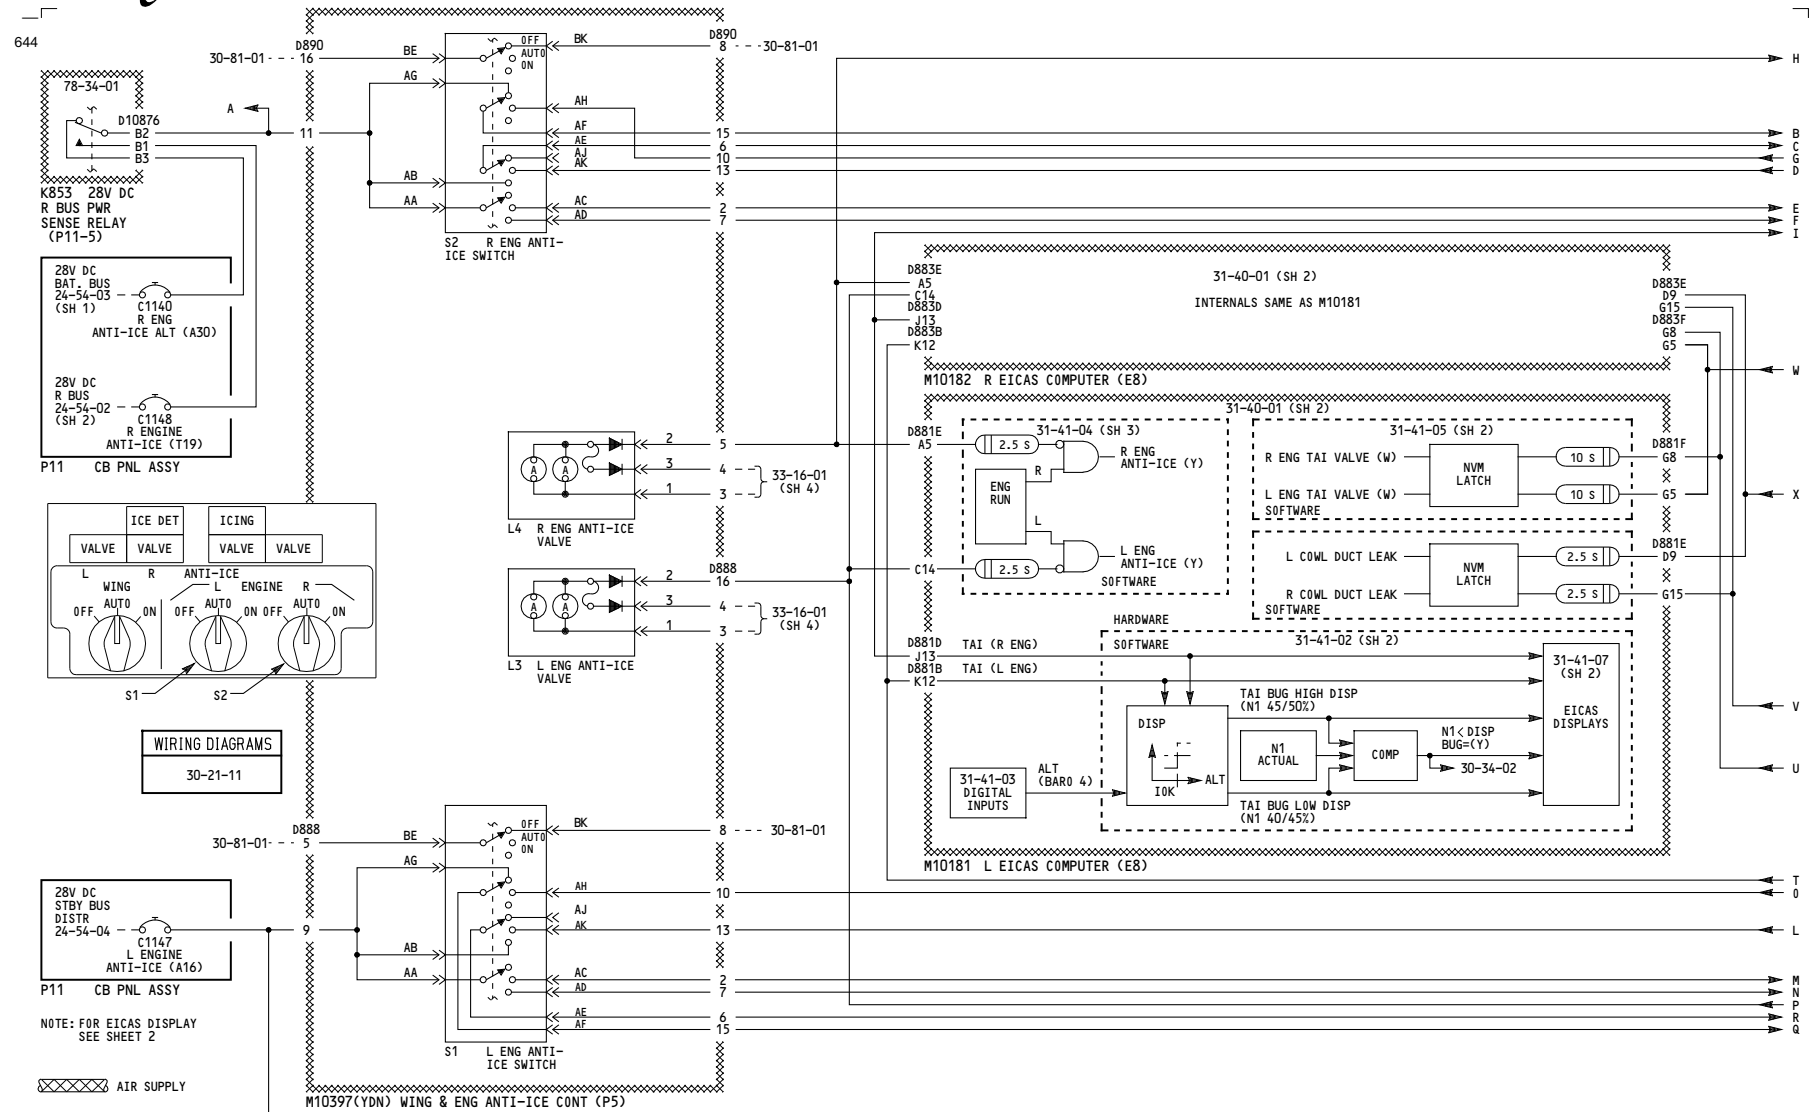 644
78-34-01
D10876
B2
B1
B3
K853 28V DC
R BUS PWR
SENSE RELAY
(P11-5)
A
30-81-01
D890
16
11
BE
AG
AB
AA
OFF
AUTO
ON
S2 R ENG ANTI-
ICE SWITCH
BK
AH
AF
AE
AJ
AK
AC
AD
D890
8
30-81-01
15
6
10
13
2
7
H
B
C
G
D
E
F
I
28V DC
BAT. BUS
24-54-03
(SH 1)
C1140
R ENG
ANTI-ICE ALT (A30)
28V DC
R BUS
24-54-02
(SH 2)
C1148
R ENGINE
ANTI-ICE (T19)
P11 CB PNL ASSY
D883E
A5
C14
D883D
J13
D883B
K12
31-40-01 (SH 2)
INTERNALS SAME AS M10181
D883E
D9
G15
D883F
G8
G5
W
M10182 R EICAS COMPUTER (E8)
A
A
2
3
1
L4 R ENG ANTI-ICE
VALVE
5
4
3
33-16-01
(SH 4)
A
A
2
3
1
L3 L ENG ANTI-ICE
VALVE
D888
16
4
3
33-16-01
(SH 4)
31-40-01 (SH 2)
D881E
A5
C14
31-41-04 (SH 3)
2.5 S
R ENG
ANTI-ICE (Y)
ENG
RUN
R
L
L ENG
ANTI-ICE (Y)
2.5 S
SOFTWARE
31-41-05 (SH 2)
R ENG TAI VALVE (W)
L ENG TAI VALVE (W)
NVM
LATCH
10 S
10 S
SOFTWARE
D881F
G8
G5
X
L COWL DUCT LEAK
R COWL DUCT LEAK
NVM
LATCH
2.5 S
2.5 S
SOFTWARE
D881E
D9
G15
HARDWARE
SOFTWARE
31-41-02 (SH 2)
D881D
J13
TAI (R ENG)
D881B
K12
TAI (L ENG)
31-41-07
(SH 2)
EICAS
DISPLAYS
DISP
ALT
10K
TAI BUG HIGH DISP
(N1 45/50%)
N1
ACTUAL
COMP
N1<DISP
BUG=(Y)
30-34-02
TAI BUG LOW DISP
(N1 40/45%)
31-41-03
DIGITAL
INPUTS
ALT
(BARO 4)
V
U
M10181 L EICAS COMPUTER (E8)
ICE DET
ICING
VALVE
VALVE
VALVE
VALVE
L
R
ANTI-ICE
WING
L ENGINE R
OFF
AUTO
ON
OFF
AUTO
ON
OFF
AUTO
ON
S1
S2
WIRING DIAGRAMS
30-21-11
30-81-01
D888
5
9
BE
AG
AB
AA
OFF
AUTO
ON
S1 L ENG ANTI-
ICE SWITCH
BK
AH
AJ
AK
AC
AD
AE
AF
8
30-81-01
10
13
2
7
6
15
T
O
L
M
N
P
R
Q
28V DC
STBY BUS
DISTR
24-54-04
C1147
L ENGINE
ANTI-ICE (A16)
P11 CB PNL ASSY
NOTE: FOR EICAS DISPLAY
SEE SHEET 2
AIR SUPPLY
M10397(YDN) WING & ENG ANTI-ICE CONT (P5)